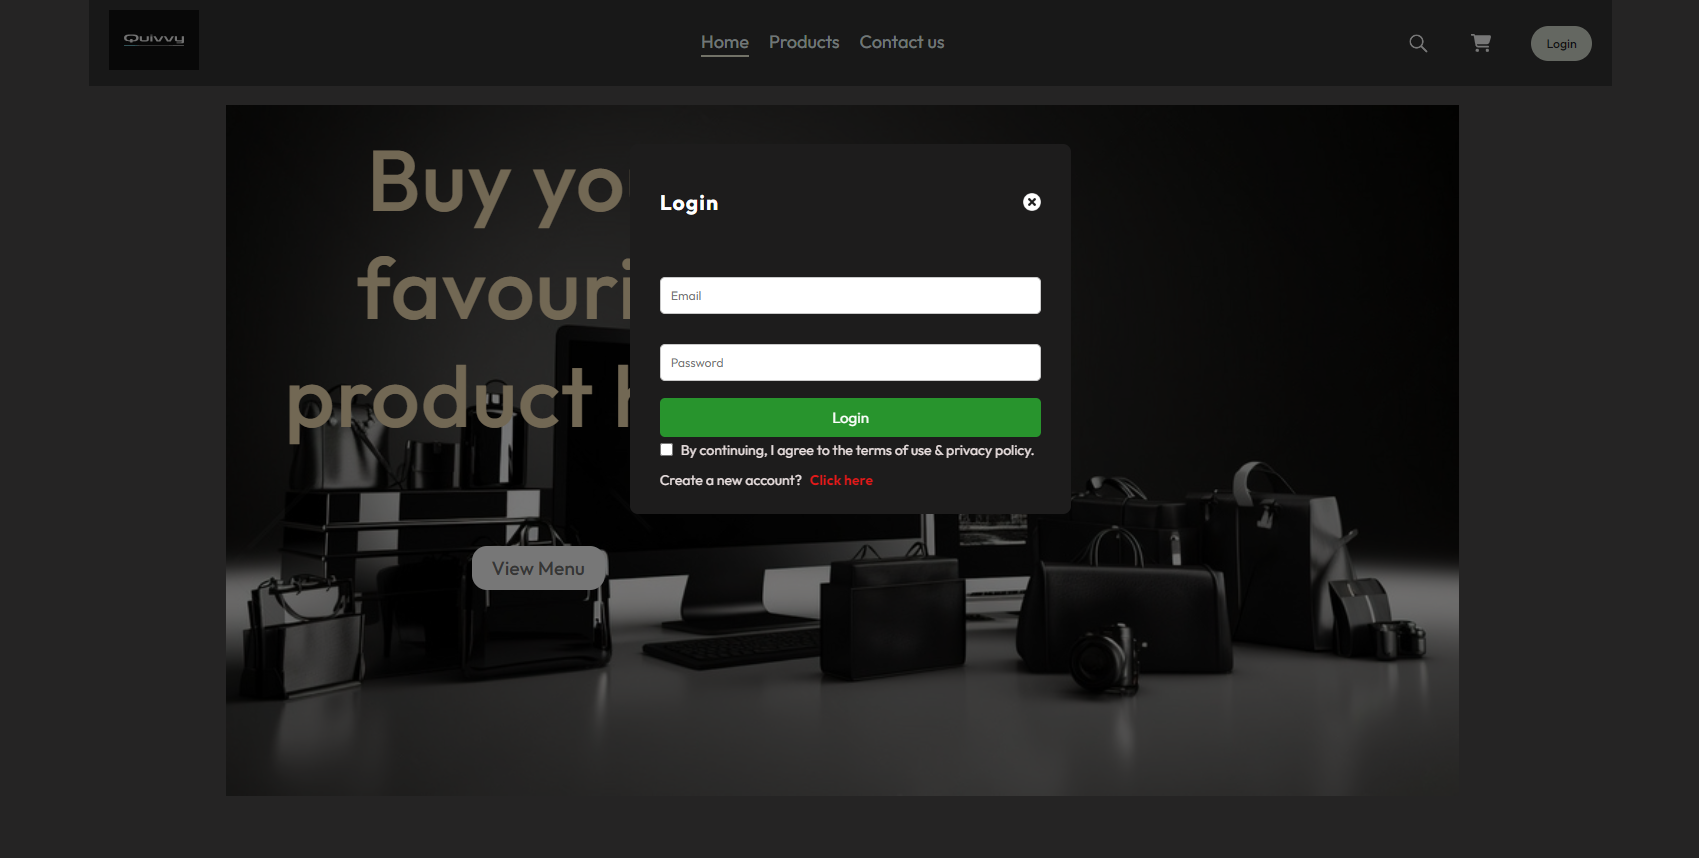 Quivvy
Home Products Contact us
Login
Buy
favouri
product
View Menu
Login
Email
Password
Login
By continuing, I agree to the terms of use & privacy policy.
Create a new account? Click here